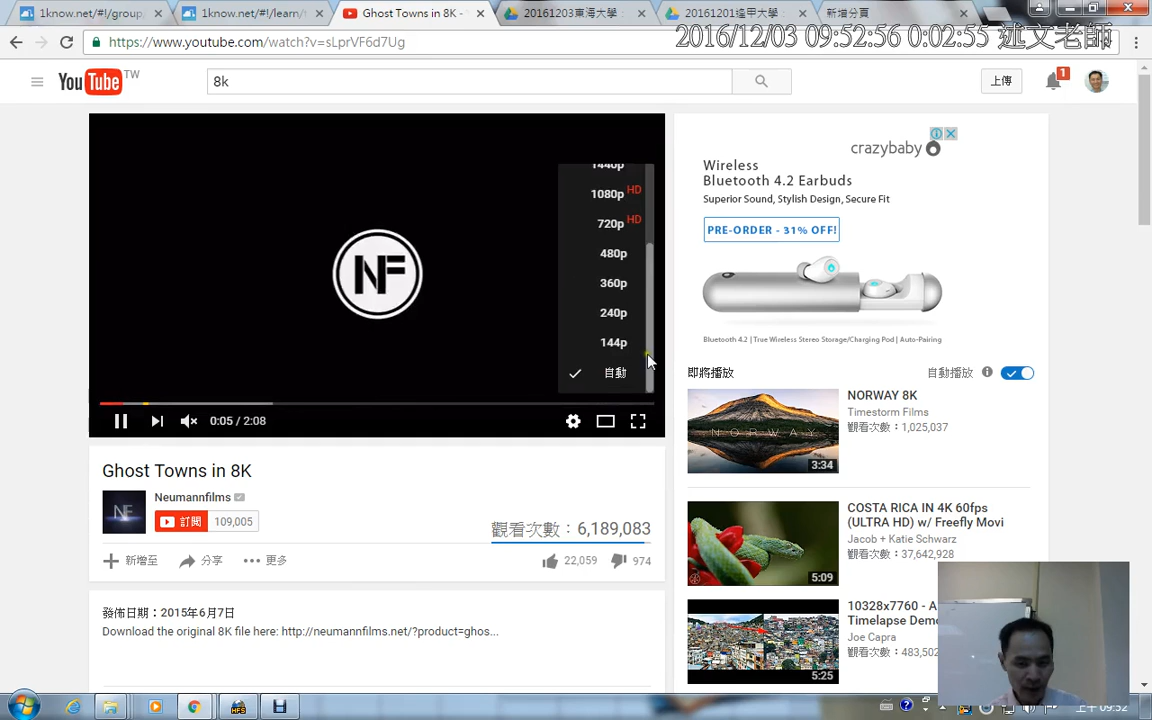 1know.net/#!/group/
1know.net/#!/learn/
Ghost Towns in 8K -
20161203東海大學
20161201逢甲大學
新增分頁
https://www.youtube.com/watch?v=sLprVF6d7Ug
2016/12/03 09:52:56 0:02:55 述文老師
YouTube TW
8k
上傳
1
1440p
1080p HD
720p HD
480p
360p
240p
144p
自動
NF
0:05 / 2:08
crazybaby
Wireless
Bluetooth 4.2 Earbuds
Superior Sound, Stylish Design, Secure Fit
PRE-ORDER - 31% OFF!
Bluetooth 4.2 | True Wireless Stereo Storage/Charging Pod | Auto-Pairing
即將播放
自動播放
NORWAY
3:34
NORWAY 8K
Timestorm Films
觀看次數：1,025,037
5:09
COSTA RICA IN 4K 60fps
(ULTRA HD) w/ Freefly Movi
Jacob + Katie Schwarz
觀看次數：37,642,928
5:25
10328x7760 - A
Timelapse Demo
Joe Capra
觀看次數：483,502
Ghost Towns in 8K
NF
Neumannfilms
訂閱
109,005
觀看次數：6,189,083
新增至
分享
更多
22,059
974
發佈日期：2015年6月7日
Download the original 8K file here: http://neumannfilms.net/?product=ghos...
HFS
上午 09:52